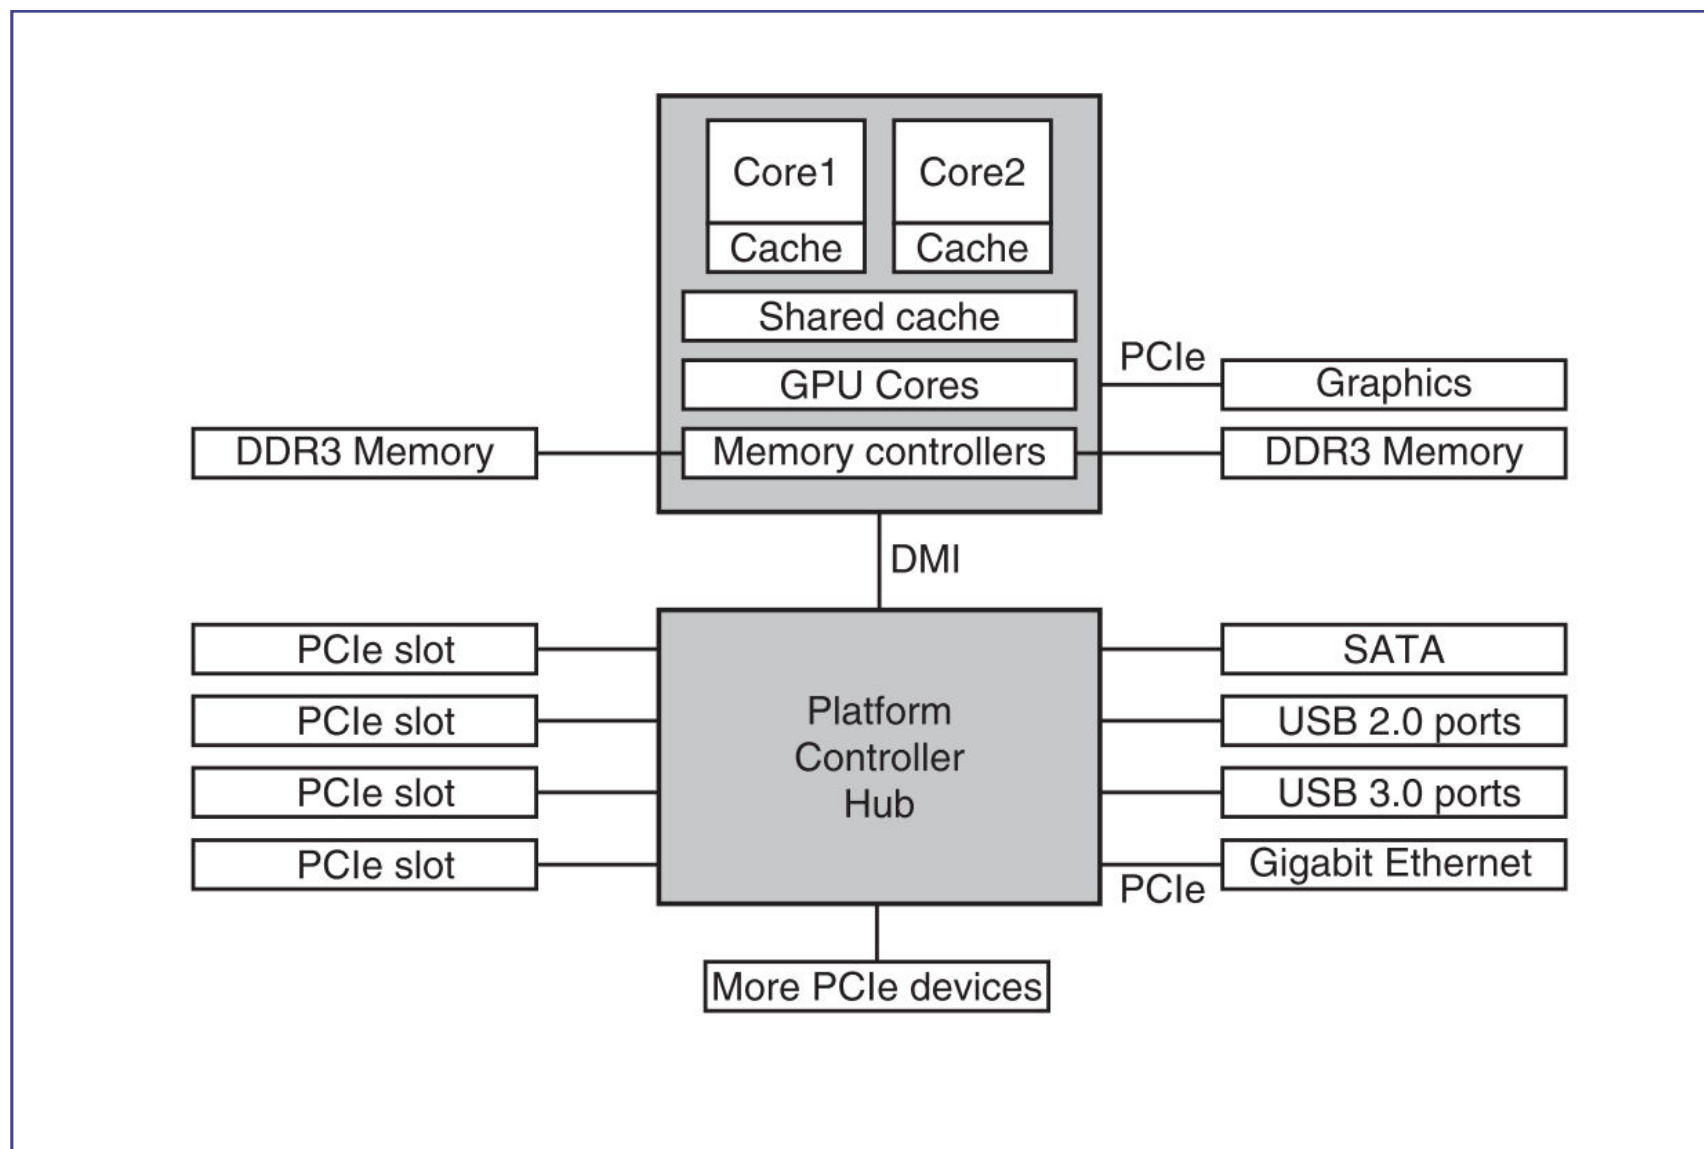 Core1
Core2
Cache
Cache
Shared cache
PCIe
GPU Cores
Graphics
DDR3 Memory
Memory controllers
DDR3 Memory
DMI
PCIe slot
SATA
PCIe slot
Platform
Controller
Hub
USB 2.0 ports
PCIe slot
USB 3.0 ports
PCIe slot
Gigabit Ethernet
PCIe
More PCIe devices